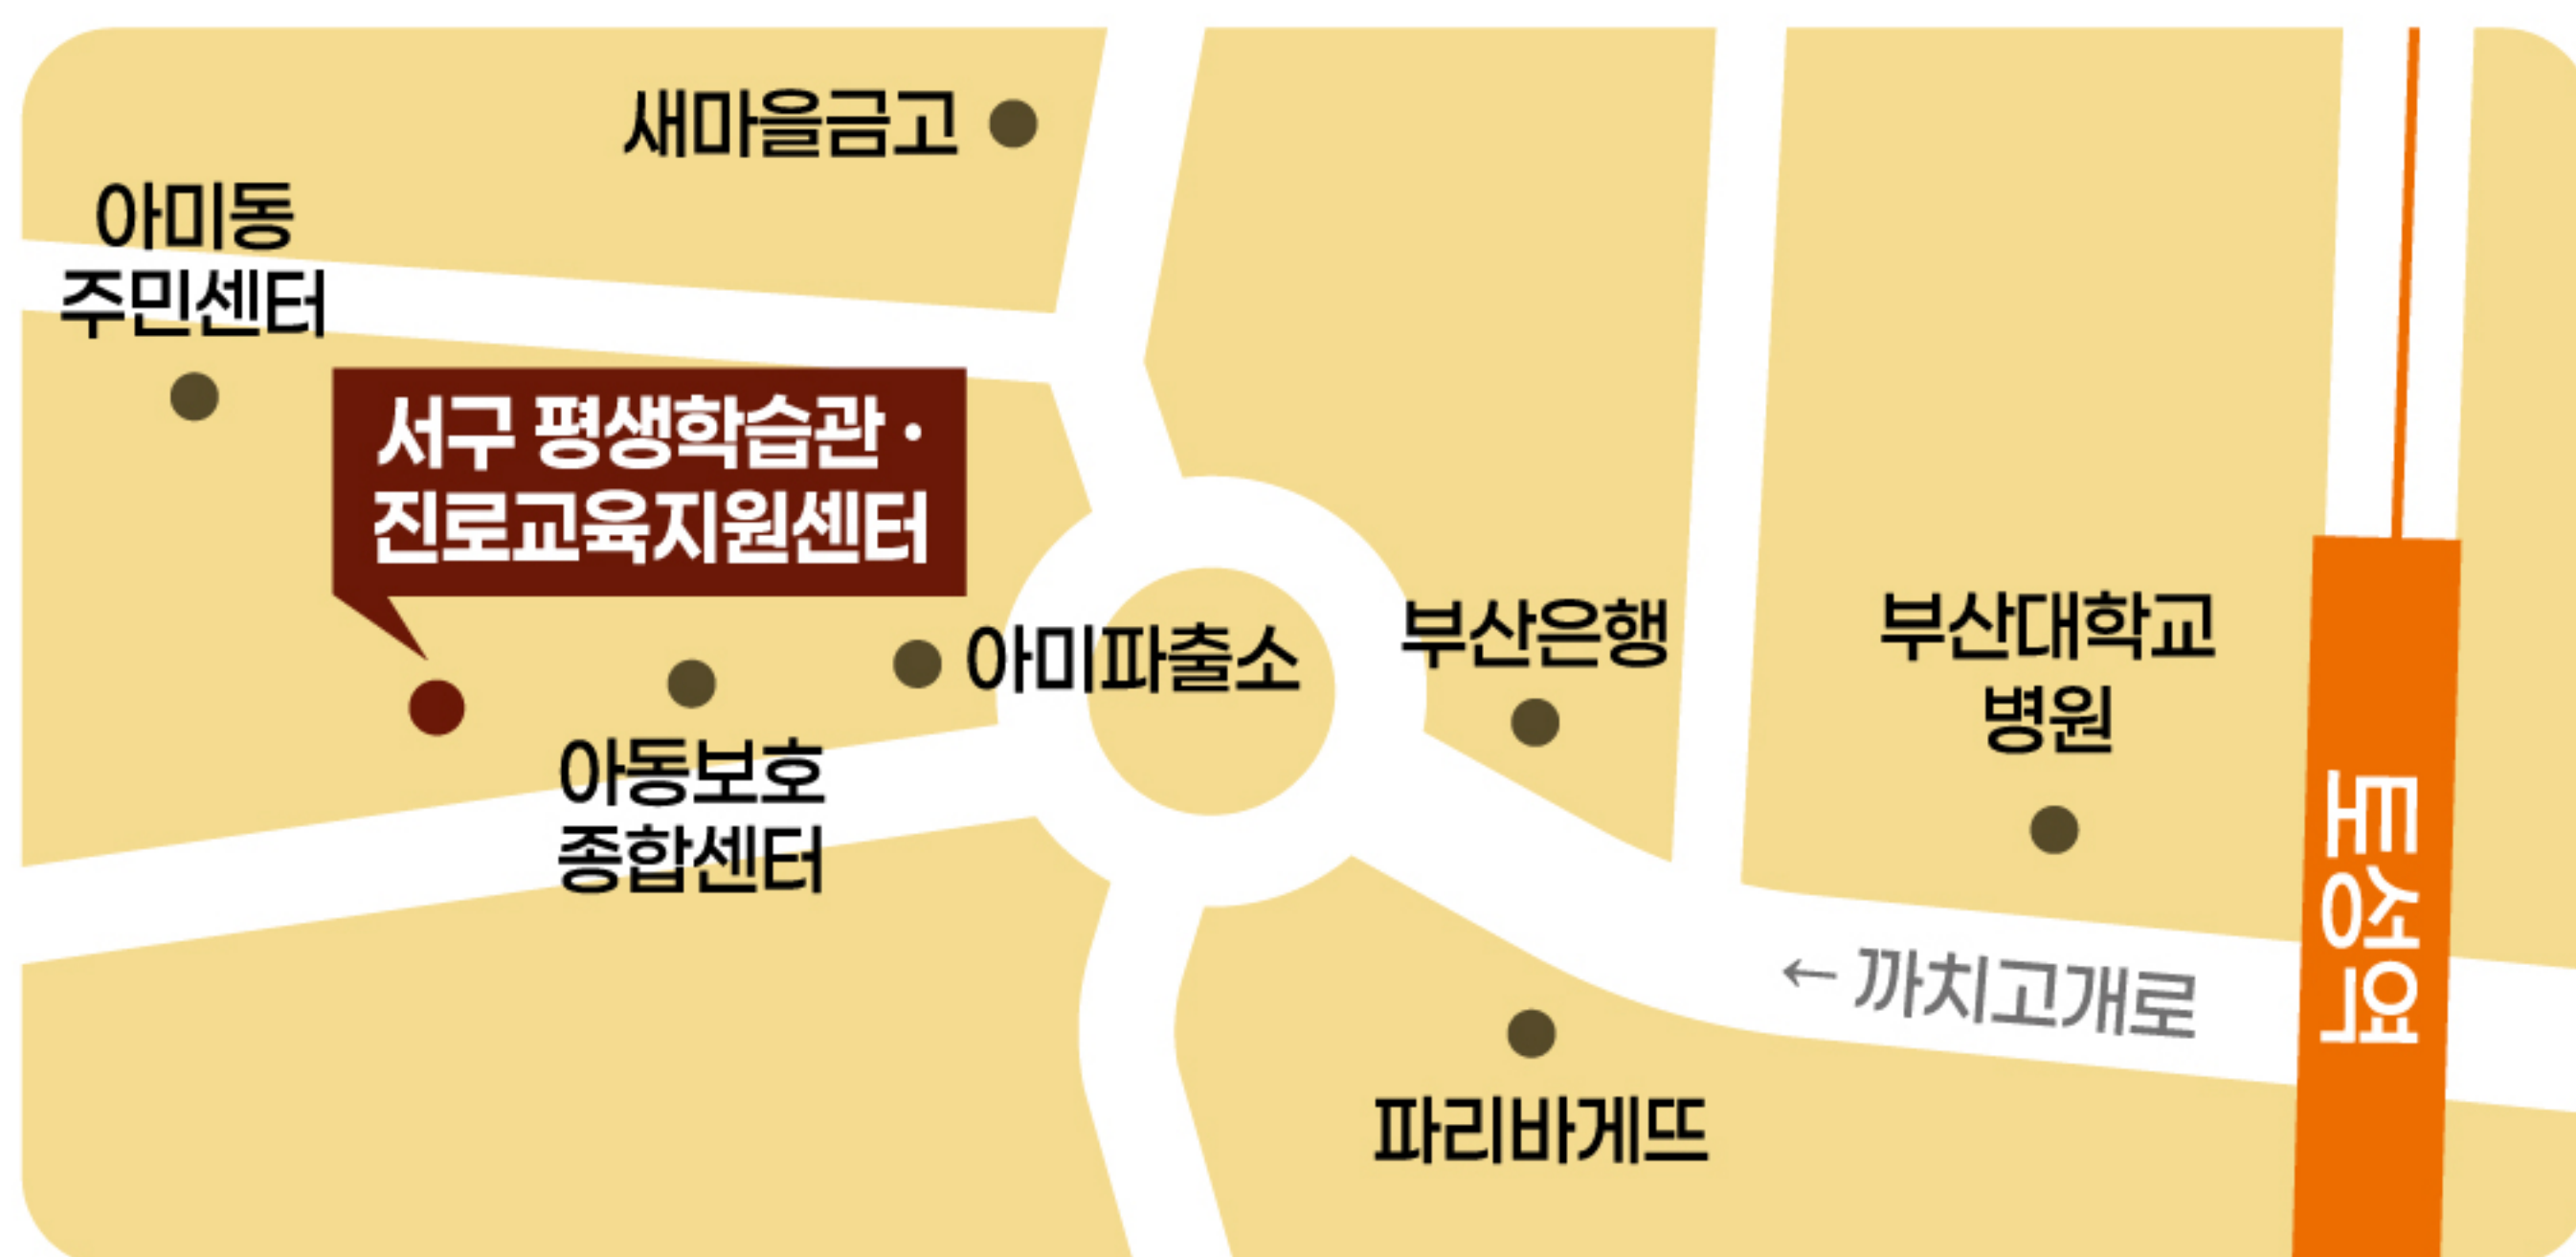 새마을금고
아미동
주민센터
서구 평생학습관·
진로교육지원센터
아미파출소
부산은행
부산대학교
병원
아동보호
종합센터
토성역
← 까치고개로
파리바게뜨